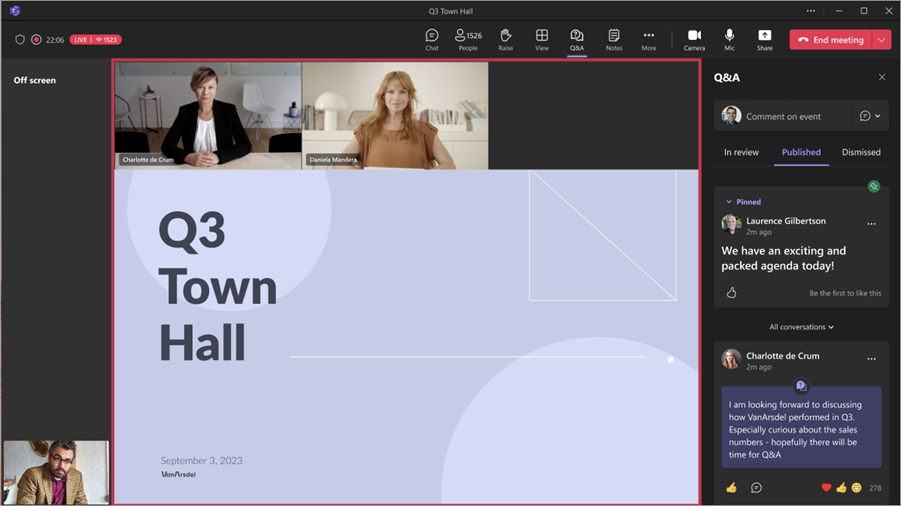 Q3 Town Hall
22:06
LIVE 1523
Chat
1526
People
Raise
View
Q&A
Notes
More
Camera
Mic
Share
End meeting
Off screen
Charlotte de Crum
Daniela Mandera
Q3
Town
Hall
September 3, 2023
VanArsdel
Q&A
Comment on event
In review
Published
Dismissed
Pinned
Laurence Gilbertson
2m ago
We have an exciting and
packed agenda today!
Be the first to like this
All conversations
Charlotte de Crum
2m ago
I am looking forward to discussing
how VanArsdel performed in Q3.
Especially curious about the sales
numbers - hopefully there will be
time for Q&A
278